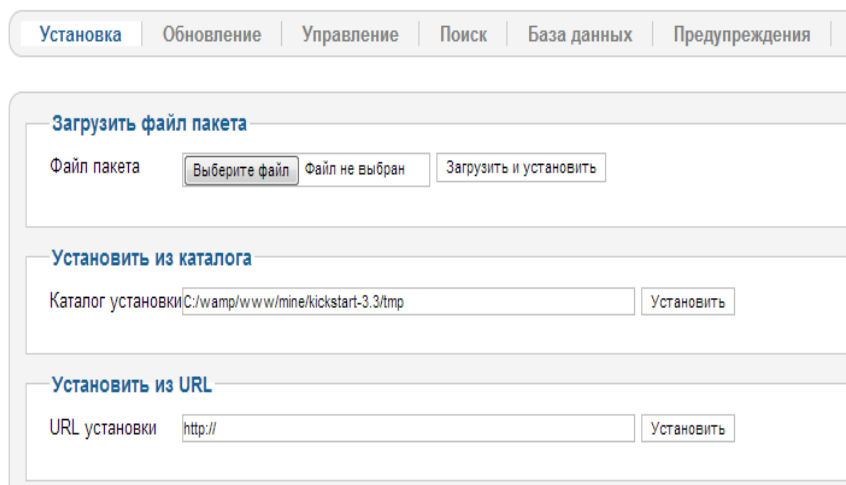 Установка Обновление Управление Поиск База данных Предупреждения
Загрузить файл пакета
Файл пакета Выберите файл Файл не выбран Загрузить и установить
Установить из каталога
Каталог установки C:/wamp/www/mine/kickstart-3.3/tmp Установить
Установить из URL
URL установки http:// Установить